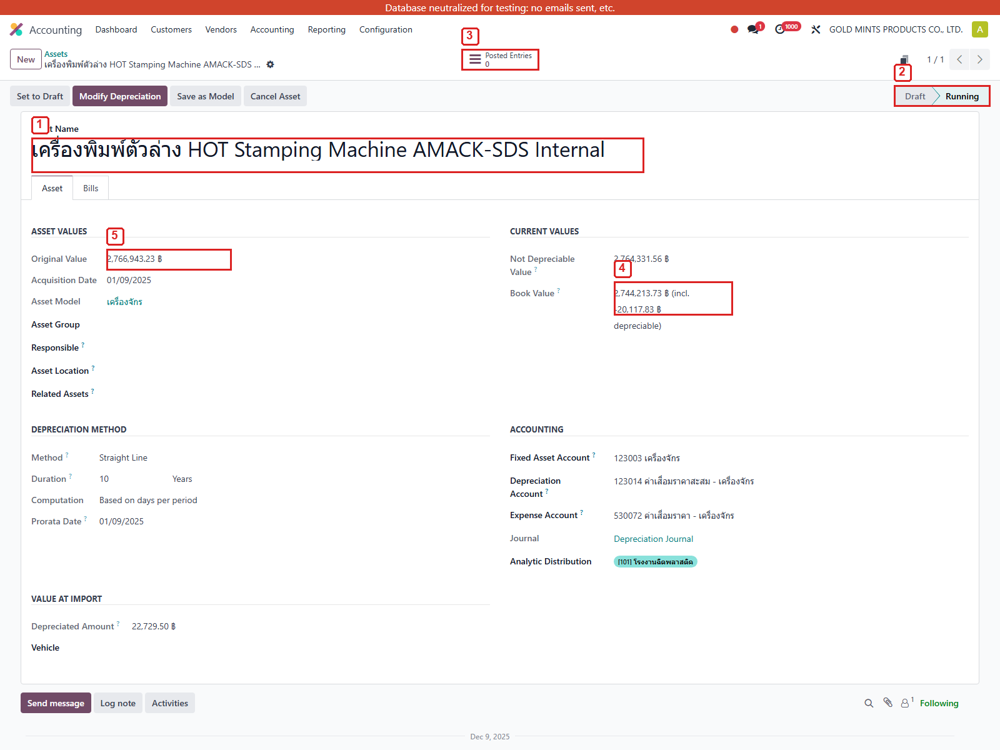 Database neutralized for testing: no emails sent, etc.
Accounting Dashboard Customers Vendors Accounting Reporting Configuration
1 1000 GOLD MINTS PRODUCTS CO., LTD. A
New
Assets
เครื่องพิมพ์ตัวล่าง HOT Stamping Machine AMACK-SDS ...
3
Posted Entries
0
1 / 1
2
Set to Draft Modify Depreciation Save as Model Cancel Asset
Draft Running
1
t Name
เครื่องพิมพ์ตัวล่าง HOT Stamping Machine AMACK-SDS Internal
Asset Bills
ASSET VALUES
5
Original Value 2,766,943.23 ฿
Acquisition Date 01/09/2025
Asset Model เครื่องจักร
Asset Group
Responsible ?
Asset Location ?
Related Assets ?
CURRENT VALUES
Not Depreciable Value ? 2,764,331.56 ฿
4
Book Value ? 2,744,213.73 ฿ (incl.
-20,117.83 ฿
depreciable)
DEPRECIATION METHOD
Method ? Straight Line
Duration ? 10 Years
Computation Based on days per period
Prorata Date ? 01/09/2025
ACCOUNTING
Fixed Asset Account ? 123003 เครื่องจักร
Depreciation Account ? 123014 ค่าเสื่อมราคาสะสม - เครื่องจักร
Expense Account ? 530072 ค่าเสื่อมราคา - เครื่องจักร
Journal Depreciation Journal
Analytic Distribution [101] โรงงานฉีดพลาสติค
VALUE AT IMPORT
Depreciated Amount ? 22,729.50 ฿
Vehicle
Send message Log note Activities
1 Following
Dec 9, 2025